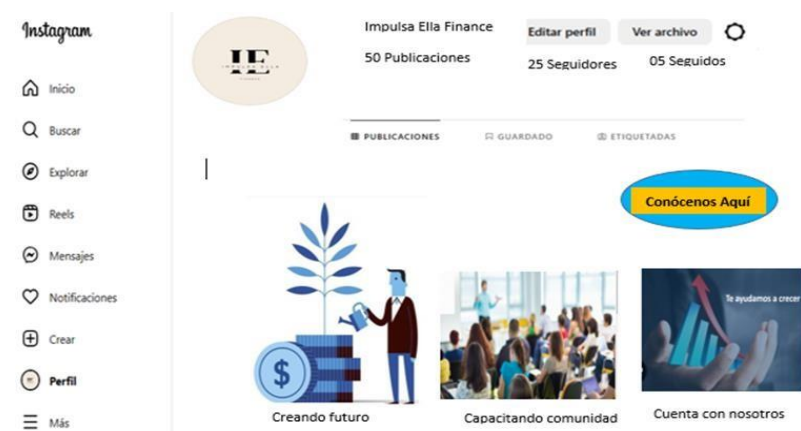 Instagram
Inicio
Buscar
Explorar
Reels
Mensajes
Notificaciones
Crear
Perfil
Más
IE
IMPULSA ELLA
Impulsa Ella Finance
Editar perfil
Ver archivo
50 Publicaciones
25 Seguidores
05 Seguidos
PUBLICACIONES
GUARDADO
ETIQUETADAS
Conócenos Aquí
$
Te ayudamos a crecer
Creando futuro
Capacitando comunidad
Cuenta con nosotros